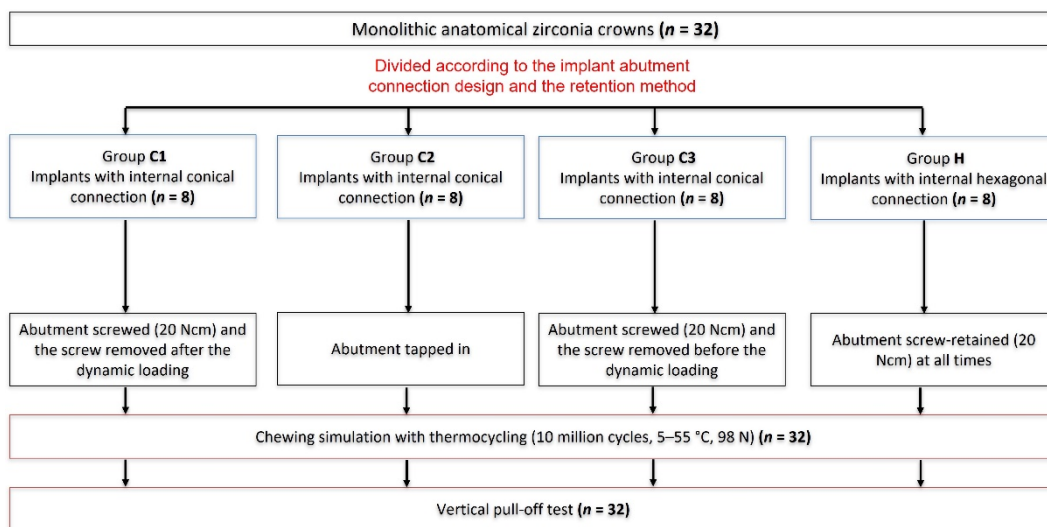 Monolithic anatomical zirconia crowns (n = 32)
Divided according to the implant abutment
connection design and the retention method
Group C1
Implants with internal conical
connection (n = 8)
Group C2
Implants with internal conical
connection (n = 8)
Group C3
Implants with internal conical
connection (n = 8)
Group H
Implants with internal hexagonal
connection (n = 8)
Abutment screwed (20 Ncm) and
the screw removed after the
dynamic loading
Abutment tapped in
Abutment screwed (20 Ncm) and
the screw removed before the
dynamic loading
Abutment screw-retained (20
Ncm) at all times
Chewing simulation with thermocycling (10 million cycles, 5–55 °C, 98 N) (n = 32)
Vertical pull-off test (n = 32)